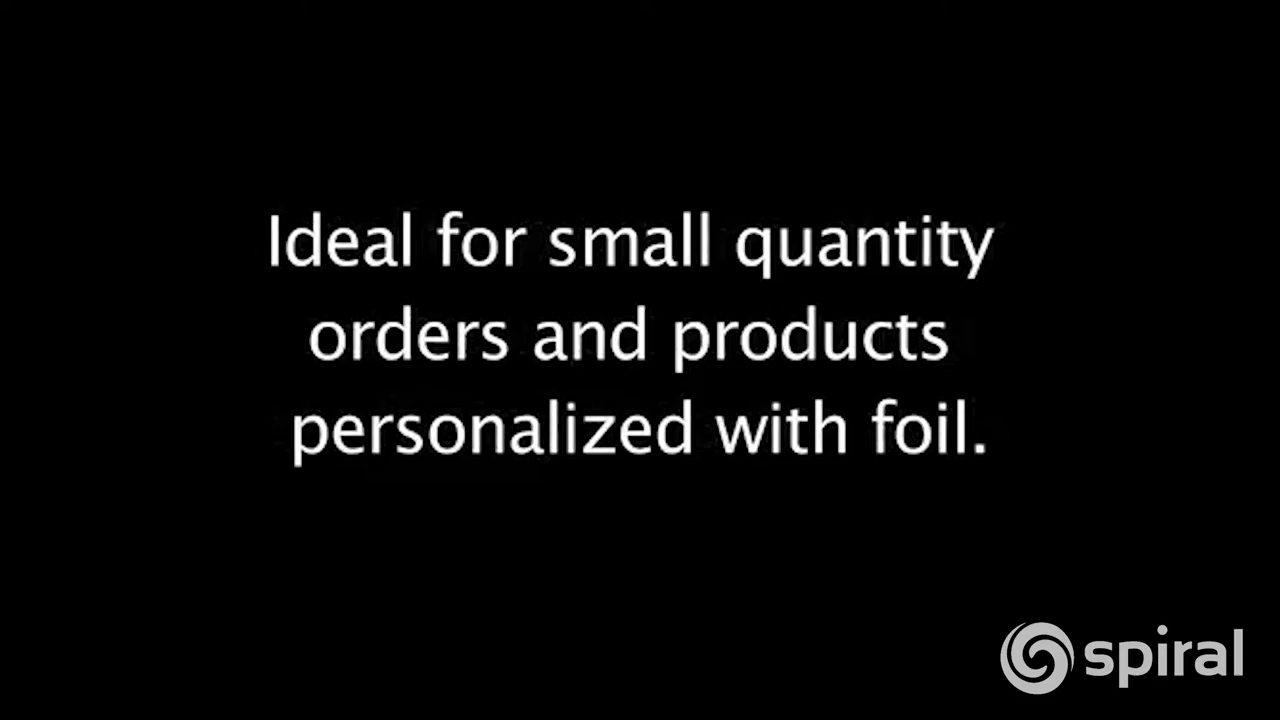 Ideal for small quantity
orders and products
personalized with foil.
spiral